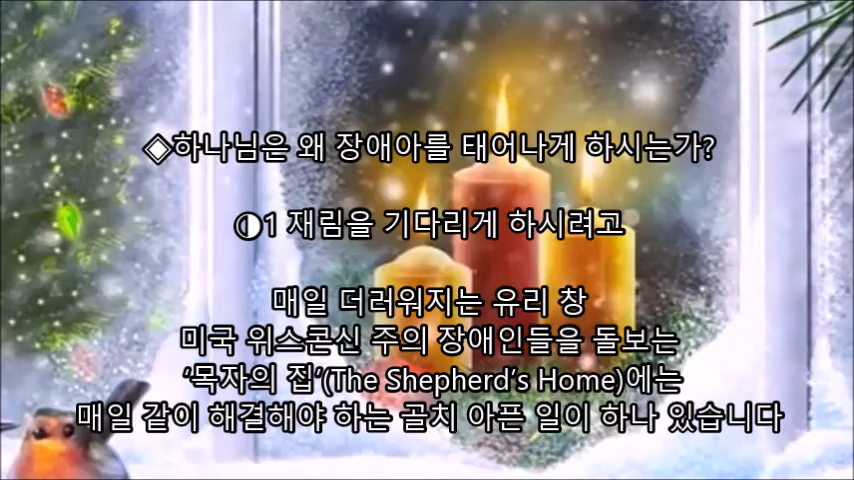 ◈하나님은 왜 장애아를 태어나게 하시는가?
◑1 재림을 기다리게 하시려고
매일 더러워지는 유리 창
미국 위스콘신 주의 장애인들을 돌보는
‘목자의 집’(The Shepherd’s Home)에는
매일 같이 해결해야 하는 골치 아픈 일이 하나 있습니다